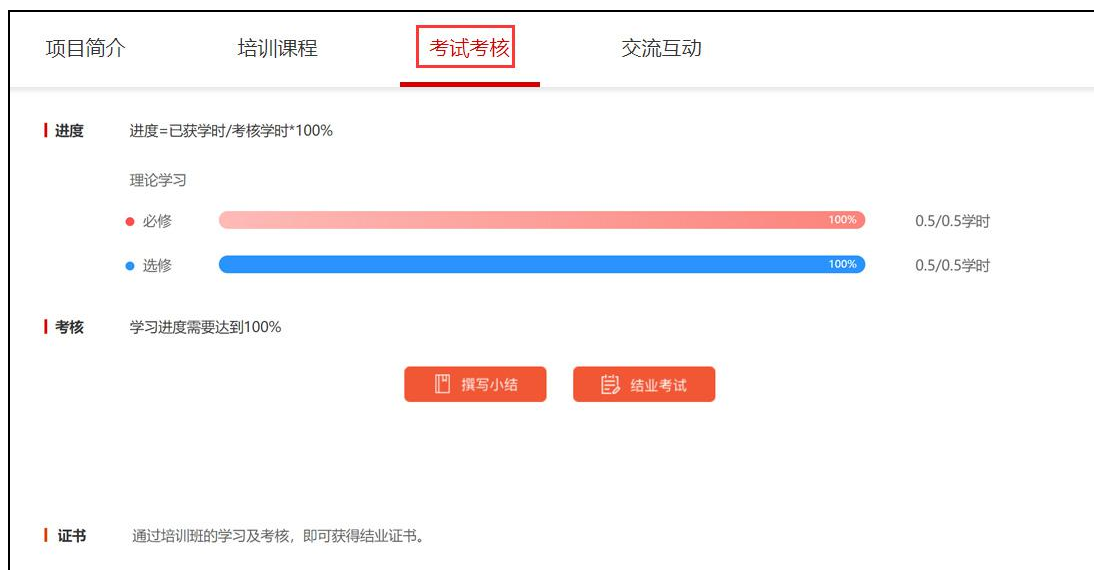 项目简介 培训课程 考试考核 交流互动
进度 进度=已获学时/考核学时*100%
理论学习
必修 100% 0.5/0.5学时
选修 100% 0.5/0.5学时
考核 学习进度需要达到100%
撰写小结 结业考试
证书 通过培训班的学习及考核，即可获得结业证书。